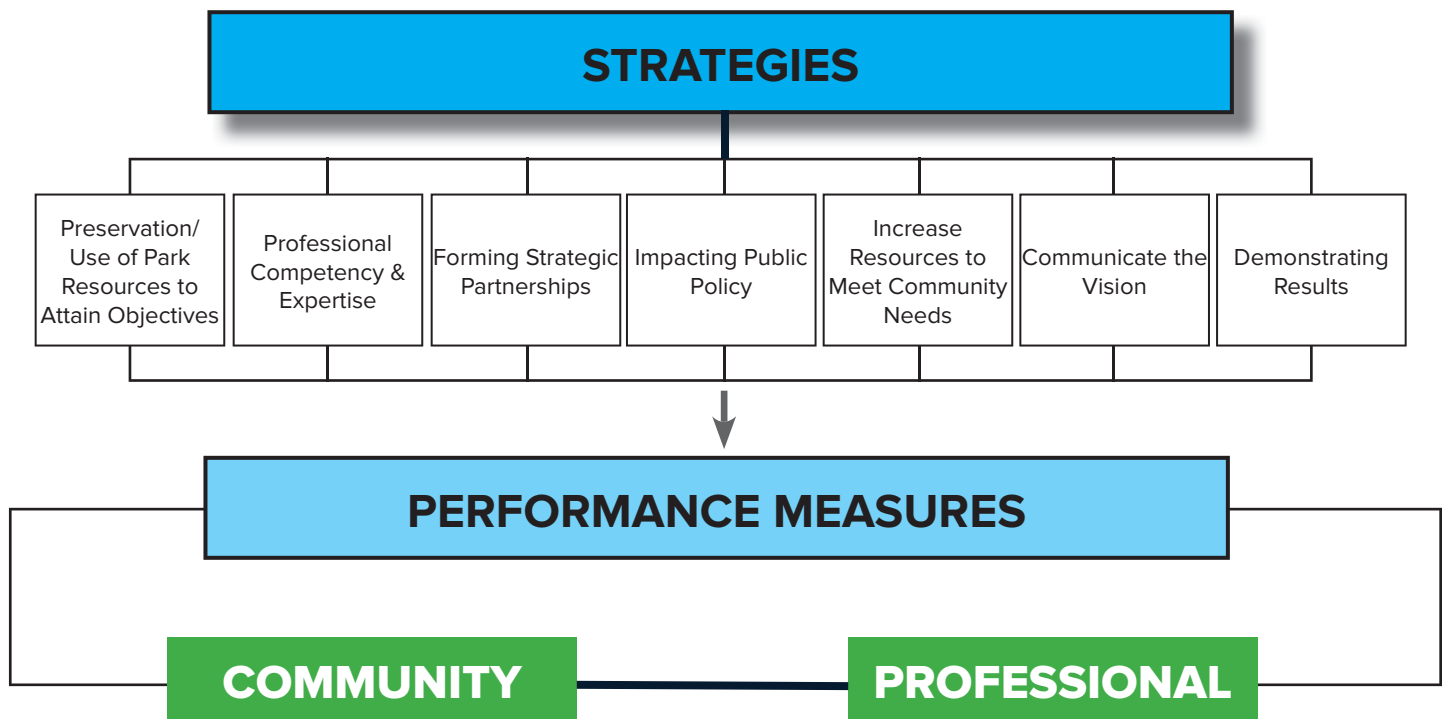 STRATEGIES
Preservation/
Use of Park
Resources to
Attain Objectives
Professional
Competency &
Expertise
Forming Strategic
Partnerships
Impacting Public
Policy
Increase
Resources to
Meet Community
Needs
Communicate the
Vision
Demonstrating
Results
PERFORMANCE MEASURES
COMMUNITY
PROFESSIONAL